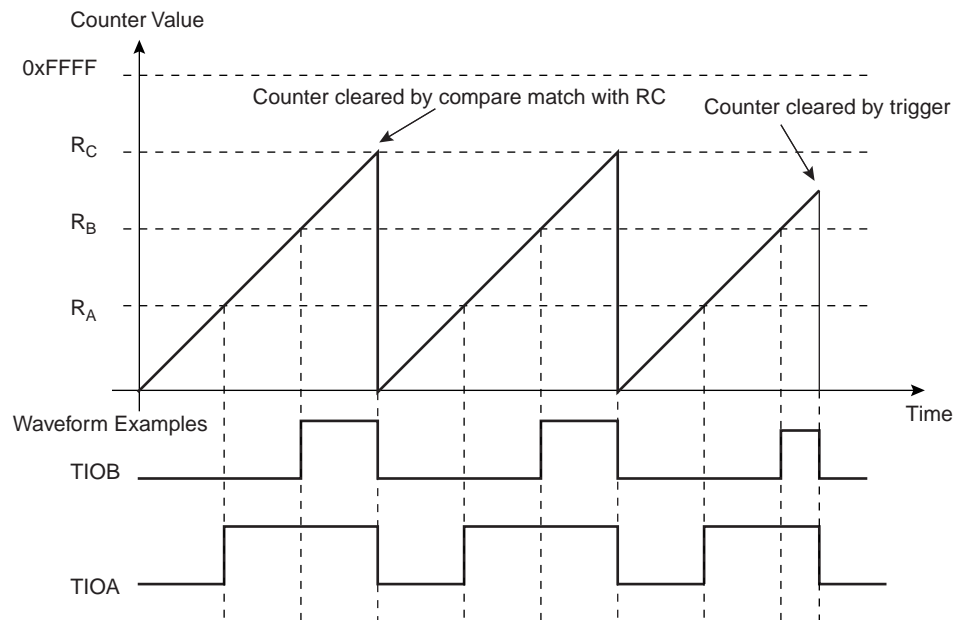 Counter Value
0xFFFF
Counter cleared by compare match with RC
Counter cleared by trigger
RC
RB
RA
Time
Waveform Examples
TIOB
TIOA